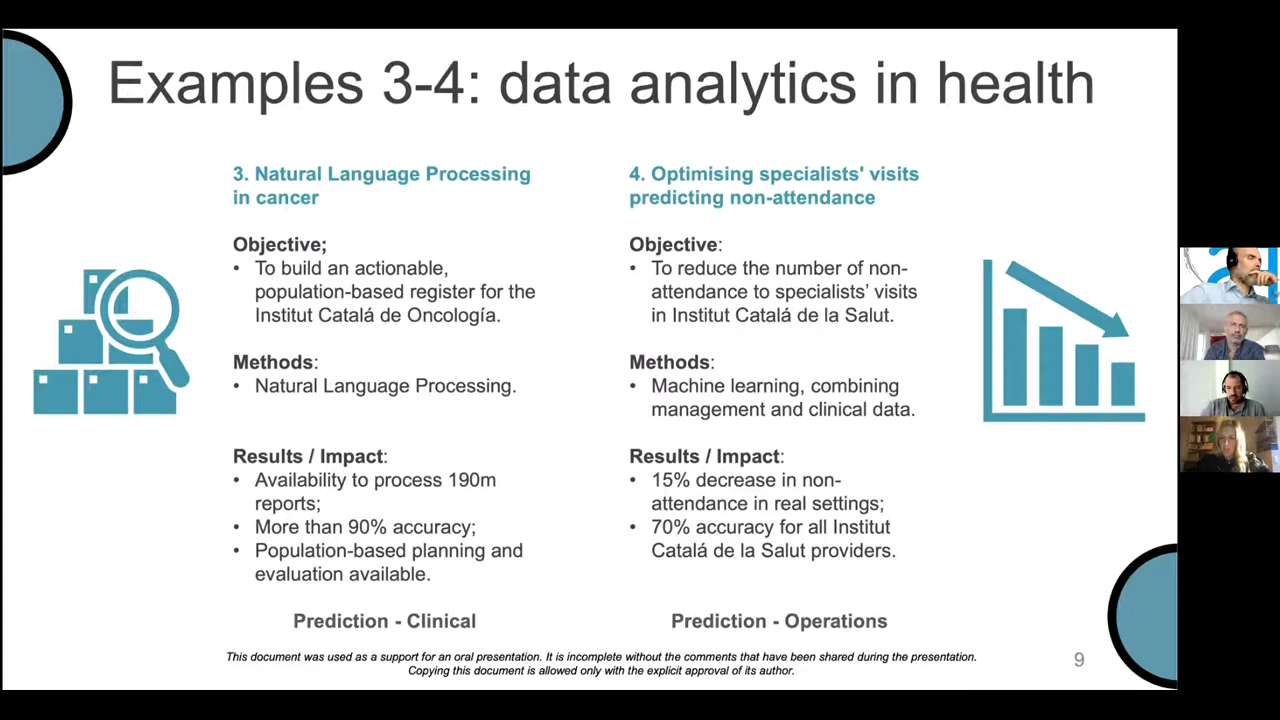 Examples 3-4: data analytics in health
3. Natural Language Processing
in cancer
Objective;
• To build an actionable,
population-based register for the
Institut Catalá de Oncología.
Methods:
• Natural Language Processing.
Results / Impact:
• Availability to process 190m
reports;
• More than 90% accuracy;
• Population-based planning and
evaluation available.
Prediction - Clinical
4. Optimising specialists' visits
predicting non-attendance
Objective:
• To reduce the number of non-
attendance to specialists’ visits
in Institut Catalá de la Salut.
Methods:
• Machine learning, combining
management and clinical data.
Results / Impact:
• 15% decrease in non-
attendance in real settings;
• 70% accuracy for all Institut
Catalá de la Salut providers.
Prediction - Operations
This document was used as a support for an oral presentation. It is incomplete without the comments that have been shared during the presentation.
Copying this document is allowed only with the explicit approval of its author.
9